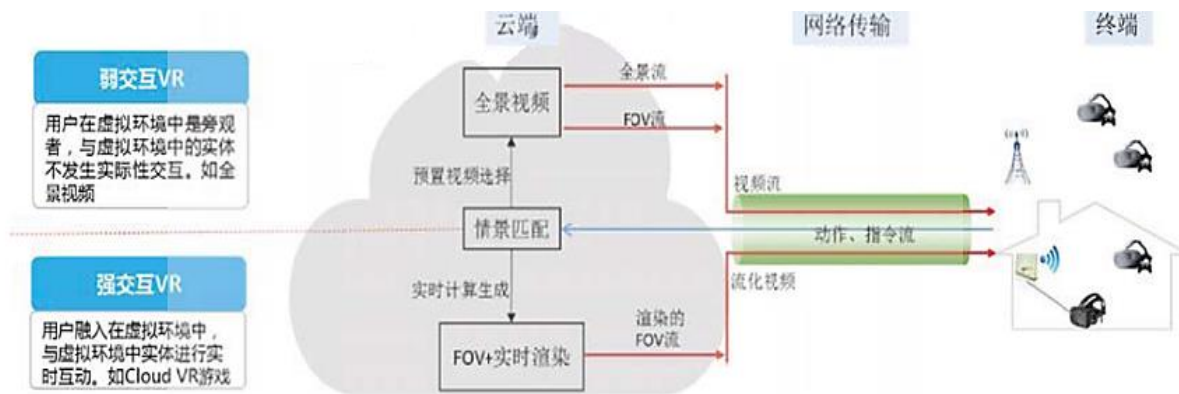 云端
网络传输
终端
弱交互VR
用户在虚拟环境中是旁观
者，与虚拟环境中的实体
不发生实际性交互。如全
景视频
全景视频
全景流
FOV流
预置视频选择
视频流
情景匹配
动作、指令流
强交互VR
用户融入在虚拟环境中，
与虚拟环境中实体进行实
时互动。如Cloud VR游戏
实时计算生成
流化视频
FOV+实时渲染
渲染的
FOV流